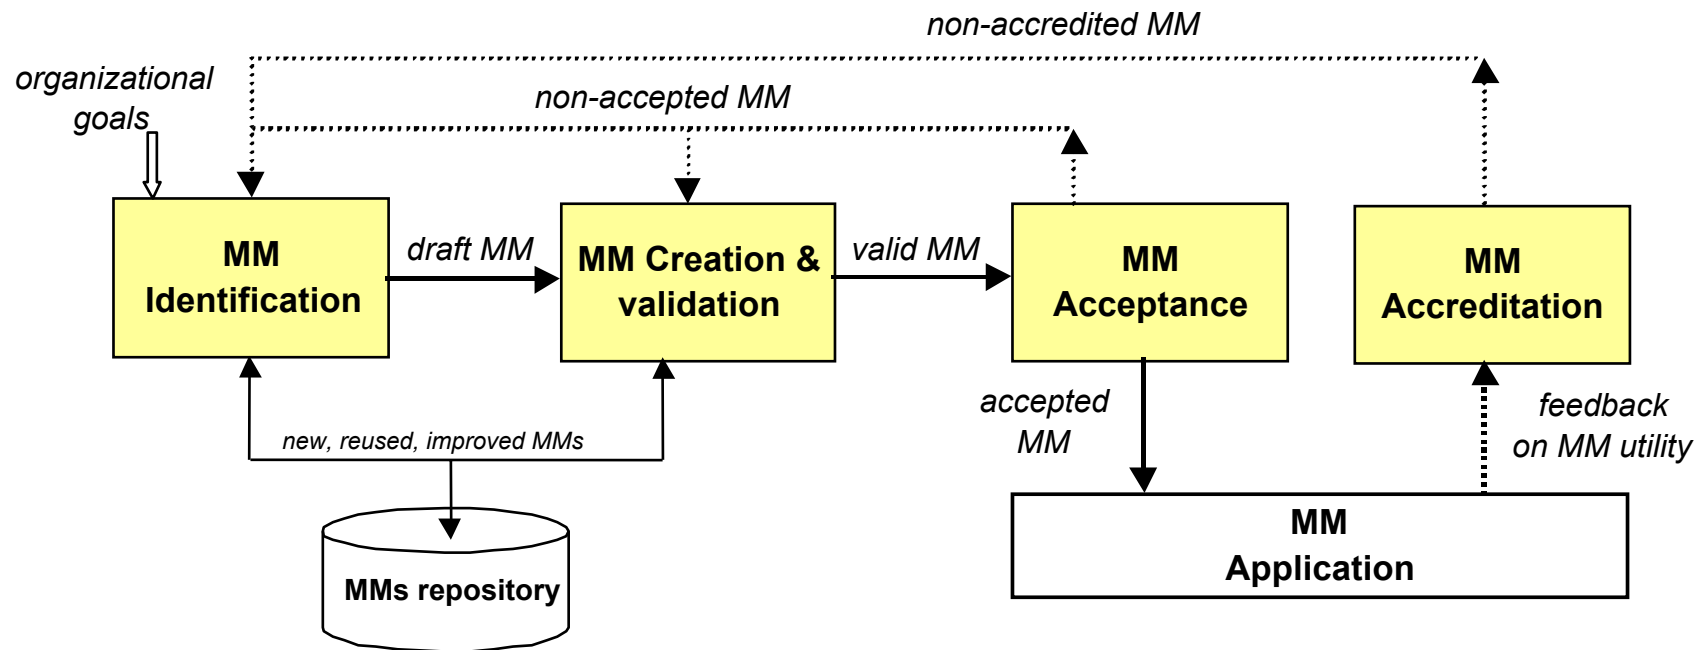 non-accredited MM
organizational
goals
non-accepted MM
MM
Identification
draft MM
MM Creation &
validation
valid MM
MM
Acceptance
MM
Accreditation
new, reused, improved MMs
accepted
MM
feedback
on MM utility
MMs repository
MM
Application